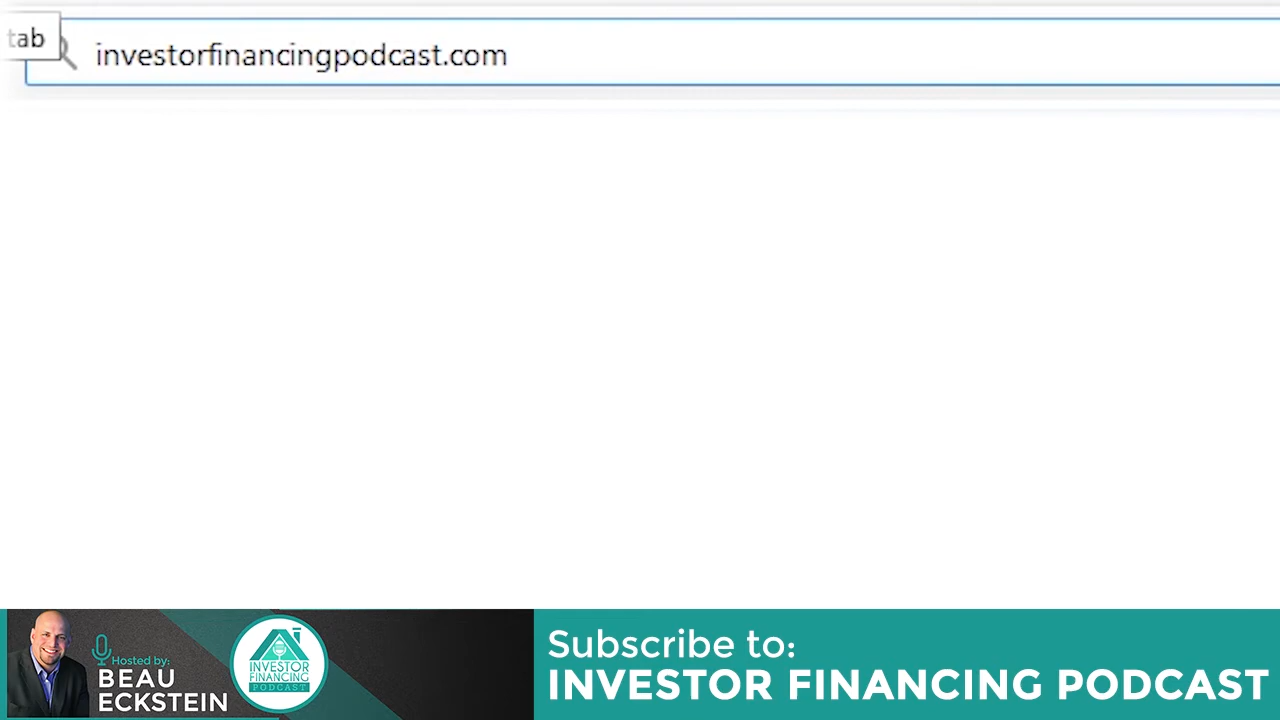 tab
investorfinancingpodcast.com
Hosted by:
BEAU
ECKSTEIN
INVESTOR
FINANCING
PODCAST
Subscribe to:
INVESTOR FINANCING PODCAST